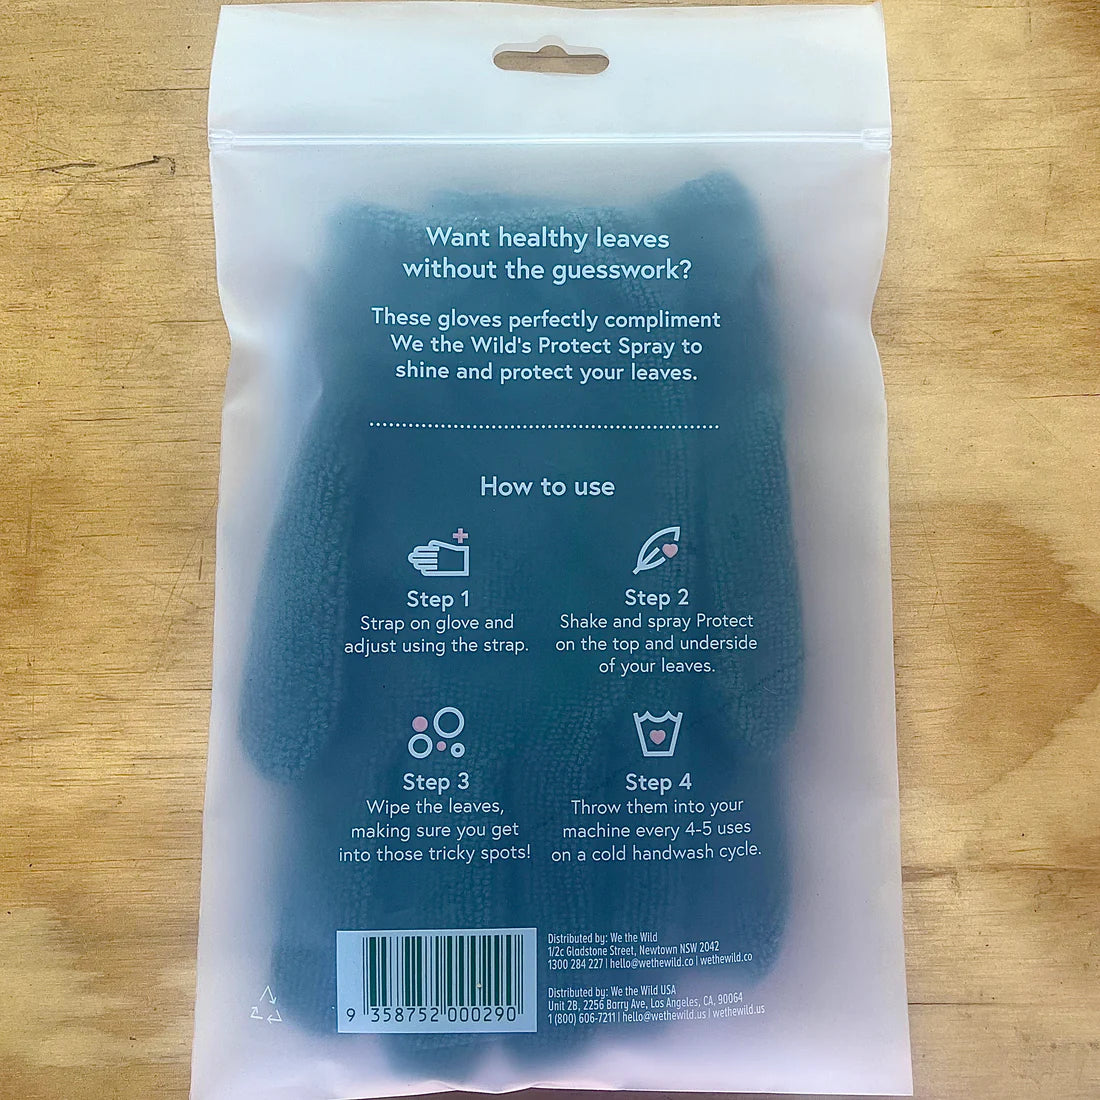 Want healthy leaves
without the guesswork?
These gloves perfectly compliment
We the Wild's Protect Spray to
shine and protect your leaves.
How to use
Step 1
Strap on glove and
adjust using the strap.
Step 2
Shake and spray Protect
on the top and underside
of your leaves.
Step 3
Wipe the leaves,
making sure you get
into those tricky spots!
Step 4
Throw them into your
machine every 4-5 uses
on a cold handwash cycle.
9 358752 000290
Distributed by: We the Wild
1/2c Gladstone Street, Newtown NSW 2042
1300 284 227 | hello@wethewild.co | wethewild.co
Distributed by: We the Wild USA
Unit 2B, 2256 Barry Ave, Los Angeles, CA, 90064
1 (800) 606-7211 | hello@wethewild.us | wethewild.us